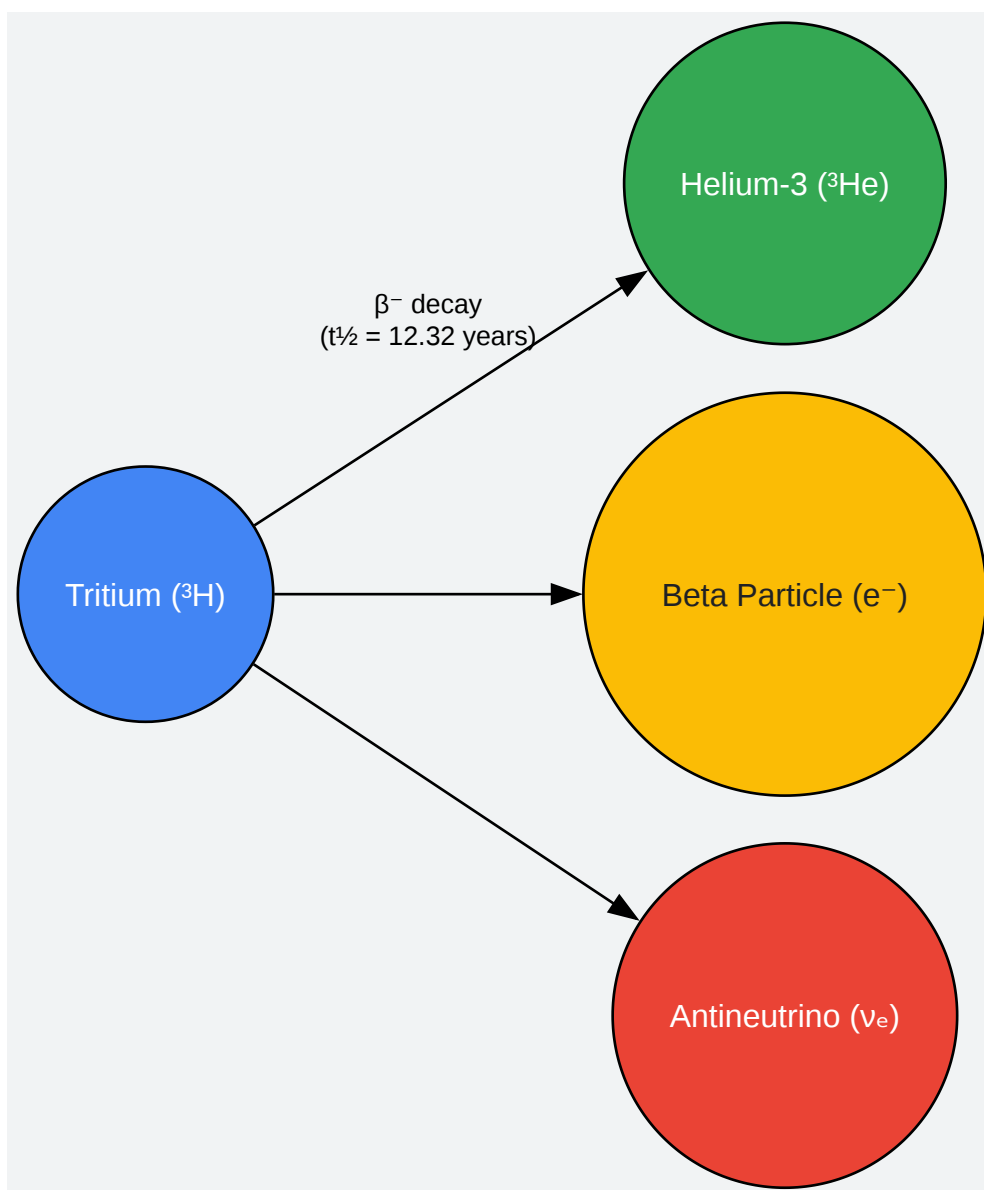 Helium-3 (³He)
β⁻ decay
(t½ = 12.32 years)
Tritium (³H)
Beta Particle (e⁻)
Antineutrino (νₑ)